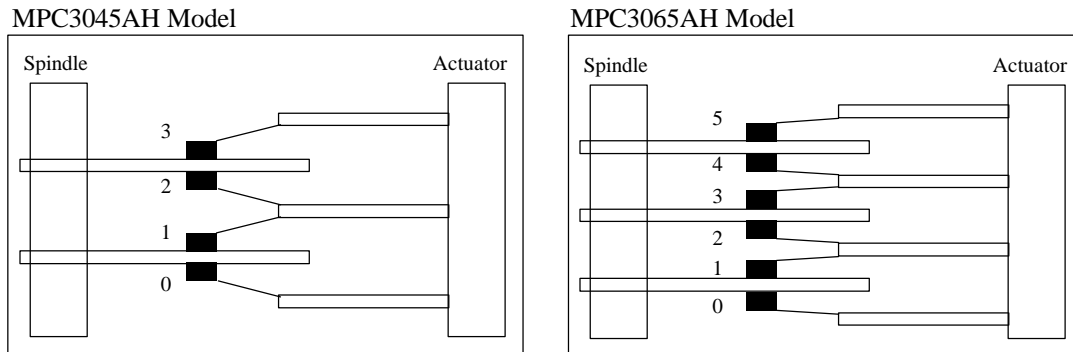 MPC3045AH Model
Spindle
Actuator
3
2
1
0
MPC3065AH Model
Spindle
Actuator
5
4
3
2
1
0